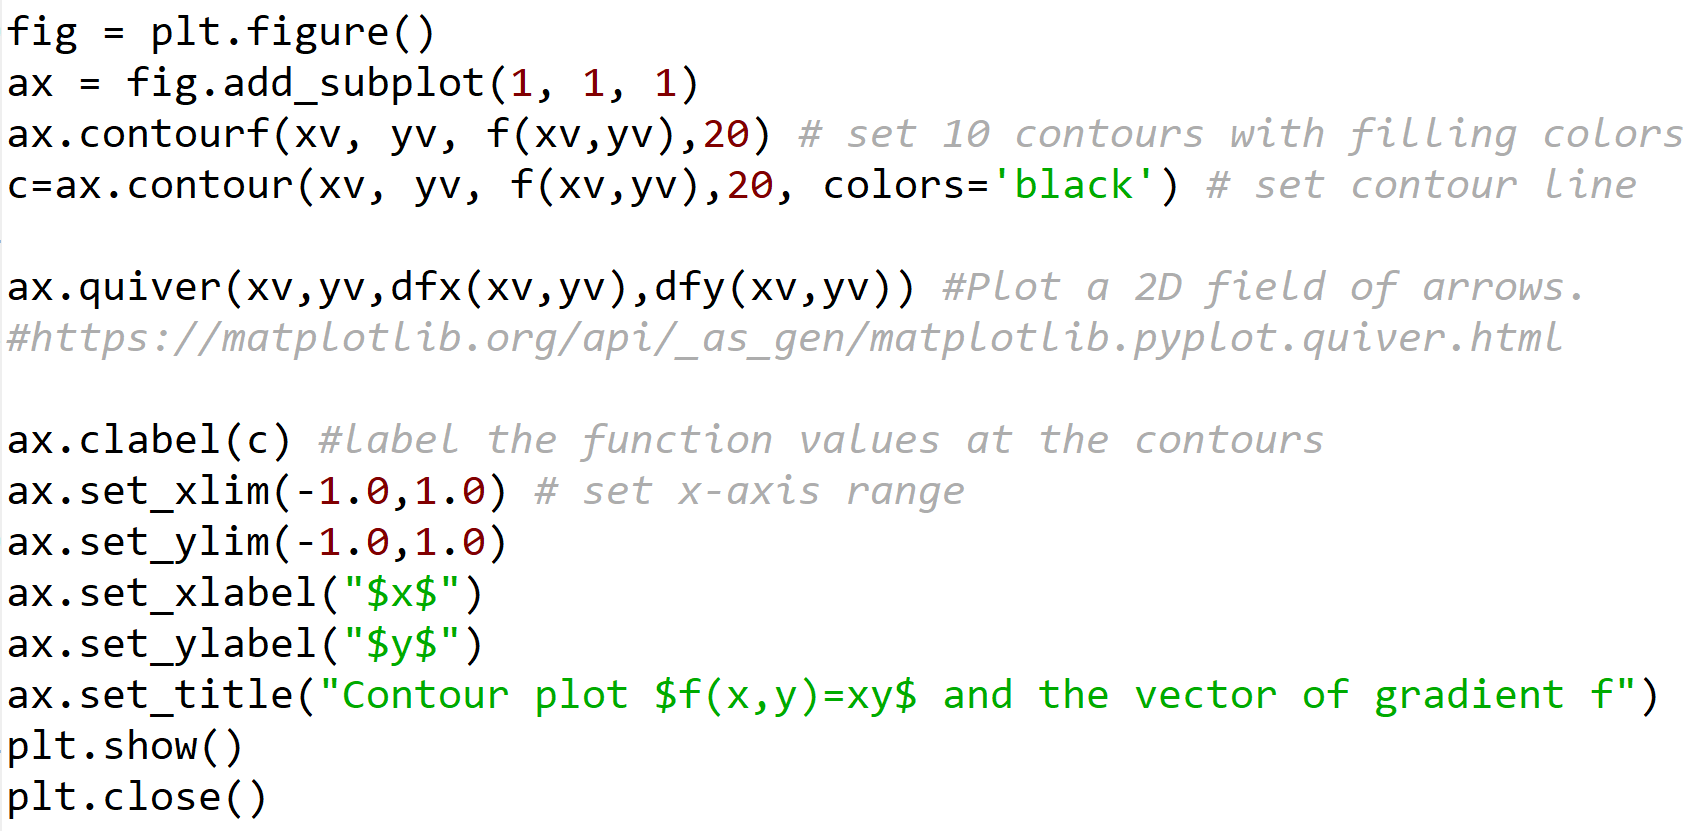 fig = plt.figure()
ax = fig.add_subplot(1, 1, 1)
ax.contourf(xv, yv, f(xv,yv),20) # set 10 contours with filling colors
c=ax.contour(xv, yv, f(xv,yv),20, colors='black') # set contour line
ax.quiver(xv,yv,dfx(xv,yv),dfy(xv,yv)) #Plot a 2D field of arrows.
#https://matplotlib.org/api/_as_gen/matplotlib.pyplot.quiver.html
ax.clabel(c) #label the function values at the contours
ax.set_xlim(-1.0,1.0) # set x-axis range
ax.set_ylim(-1.0,1.0)
ax.set_xlabel("$x$")
ax.set_ylabel("$y$")
ax.set_title("Contour plot $f(x,y)=xy$ and the vector of gradient f")
plt.show()
plt.close()